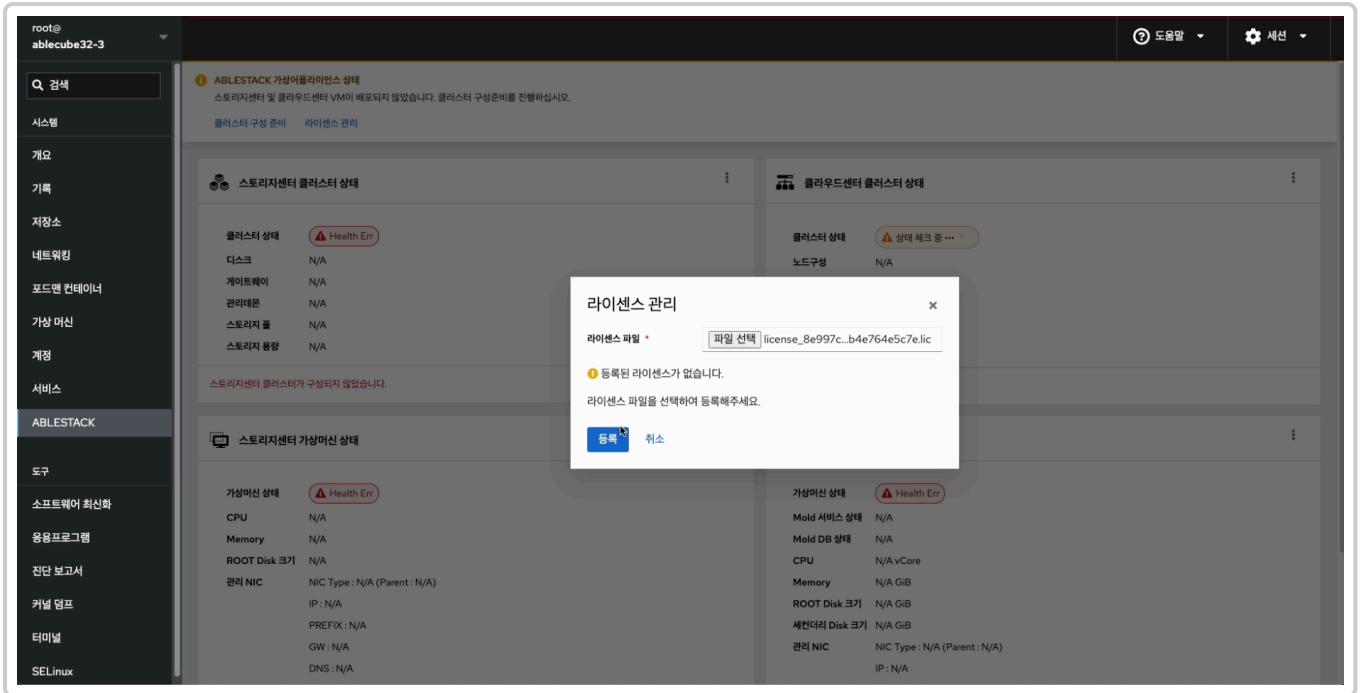 root@
ablecube32-3
도움말
세션
검색
시스템
개요
기록
저장소
네트워킹
포드맨 컨테이너
가상 머신
계정
서비스
ABLESTACK
도구
소프트웨어 최신화
응용프로그램
진단 보고서
커널 덤프
터미널
SELinux
ABLESTACK 가상어플라이언스 상태
스토리지센터 및 클라우드센터 VM이 배포되지 않았습니다. 클러스터 구성준비를 진행하십시오.
클러스터 구성 준비 라이센스 관리
스토리지센터 클러스터 상태
클러스터 상태 Health Err
디스크 N/A
게이트웨이 N/A
관리데몬 N/A
스토리지 풀 N/A
스토리지 용량 N/A
스토리지센터 클러스터가 구성되지 않았습니다.
클라우드센터 클러스터 상태
클러스터 상태 상태 체크 중 •••
노드구성 N/A
라이센스 관리
라이센스 파일 * 파일 선택 license_8e997c...b4e764e5c7e.lic
등록된 라이센스가 없습니다.
라이센스 파일을 선택하여 등록해주세요.
등록 취소
스토리지센터 가상머신 상태
가상머신 상태 Health Err
CPU N/A
Memory N/A
ROOT Disk 크기 N/A
관리 NIC NIC Type : N/A (Parent : N/A)
IP : N/A
PREFIX : N/A
GW : N/A
DNS : N/A
가상머신 상태 Health Err
Mold 서비스 상태 N/A
Mold DB 상태 N/A
CPU N/A vCore
Memory N/A GiB
ROOT Disk 크기 N/A GiB
세컨더리 Disk 크기 N/A GiB
관리 NIC NIC Type : N/A (Parent : N/A)
IP : N/A